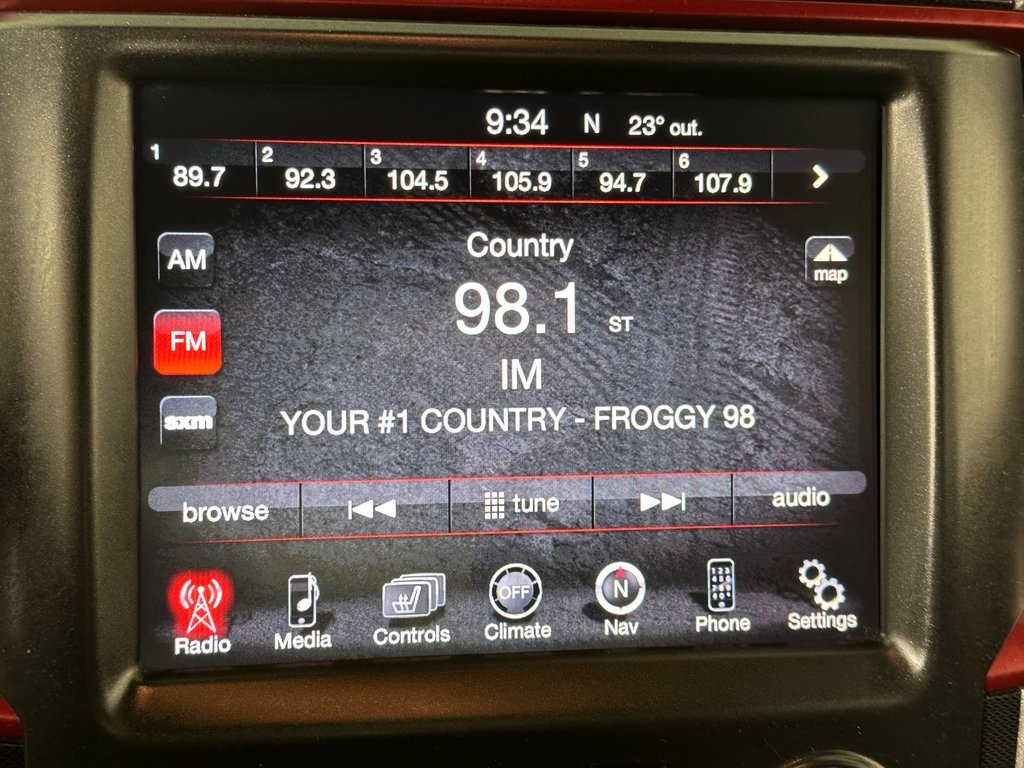 9:34 N 23° out.
1 89.7 2 92.3 3 104.5 4 105.9 5 94.7 6 107.9
AM
Country
map
98.1 ST
FM
IM
sxm
YOUR #1 COUNTRY - FROGGY 98
browse tune audio
OFF N
Radio Media Controls Climate Nav Phone Settings